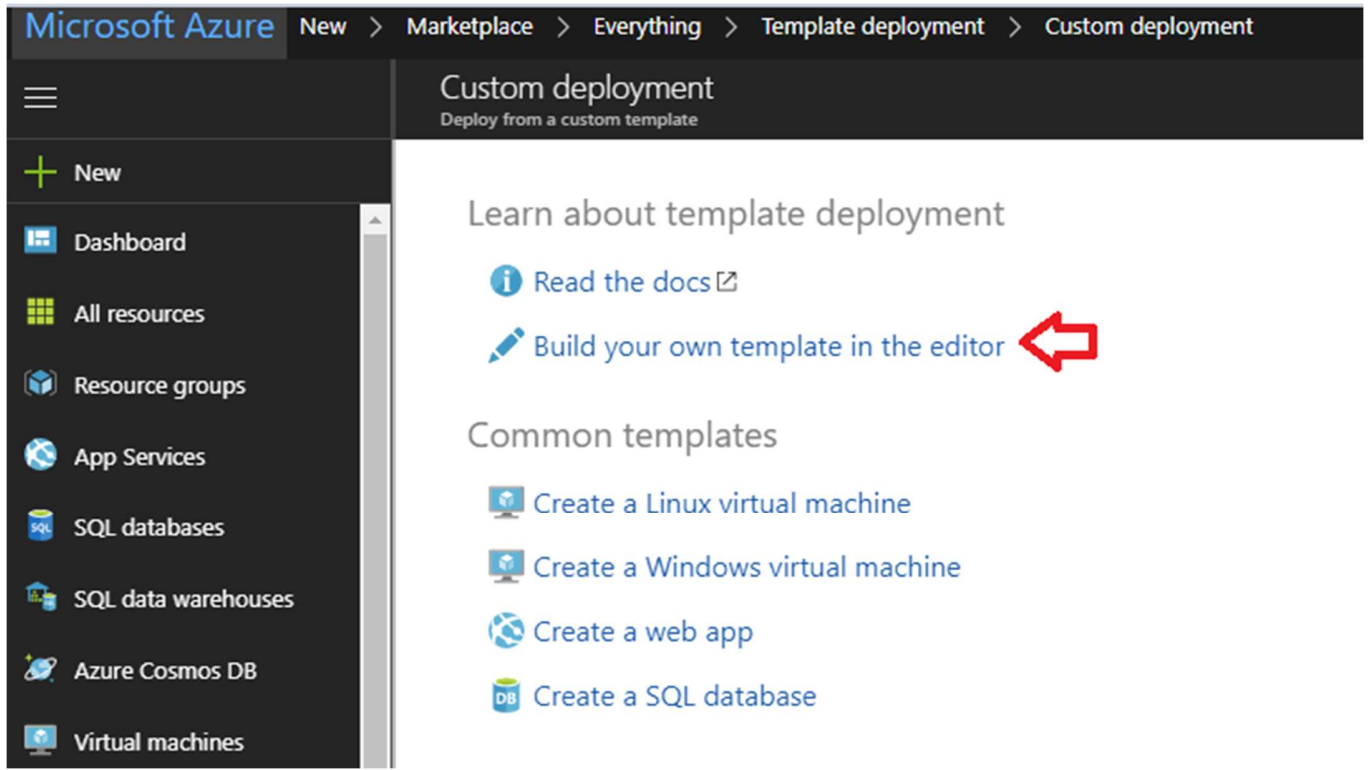 Microsoft Azure New > Marketplace > Everything > Template deployment > Custom deployment
Custom deployment
Deploy from a custom template
New
Dashboard
All resources
Resource groups
App Services
SQL
SQL databases
SQL data warehouses
Azure Cosmos DB
Virtual machines
Learn about template deployment
i Read the docs
Build your own template in the editor
Common templates
Create a Linux virtual machine
Create a Windows virtual machine
Create a web app
DB Create a SQL database